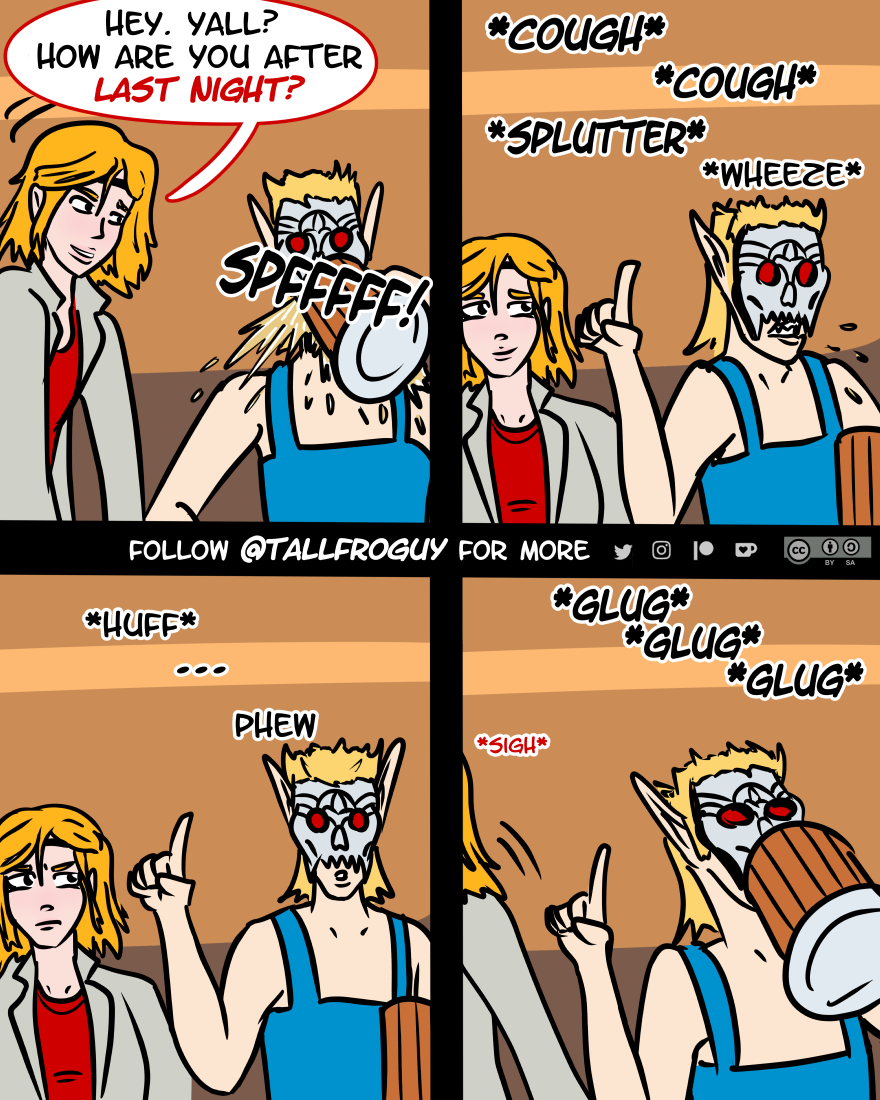 HEY. YALL?
HOW ARE YOU AFTER
LAST NIGHT?
SPFFFFF!
*COUGH*
*COUGH*
*SPLUTTER*
*WHEEZE*
FOLLOW @TALLFROGUY FOR MORE
cc
BY SA
*HUFF*
...
PHEW
*GLUG*
*GLUG*
*GLUG*
*SIGH*